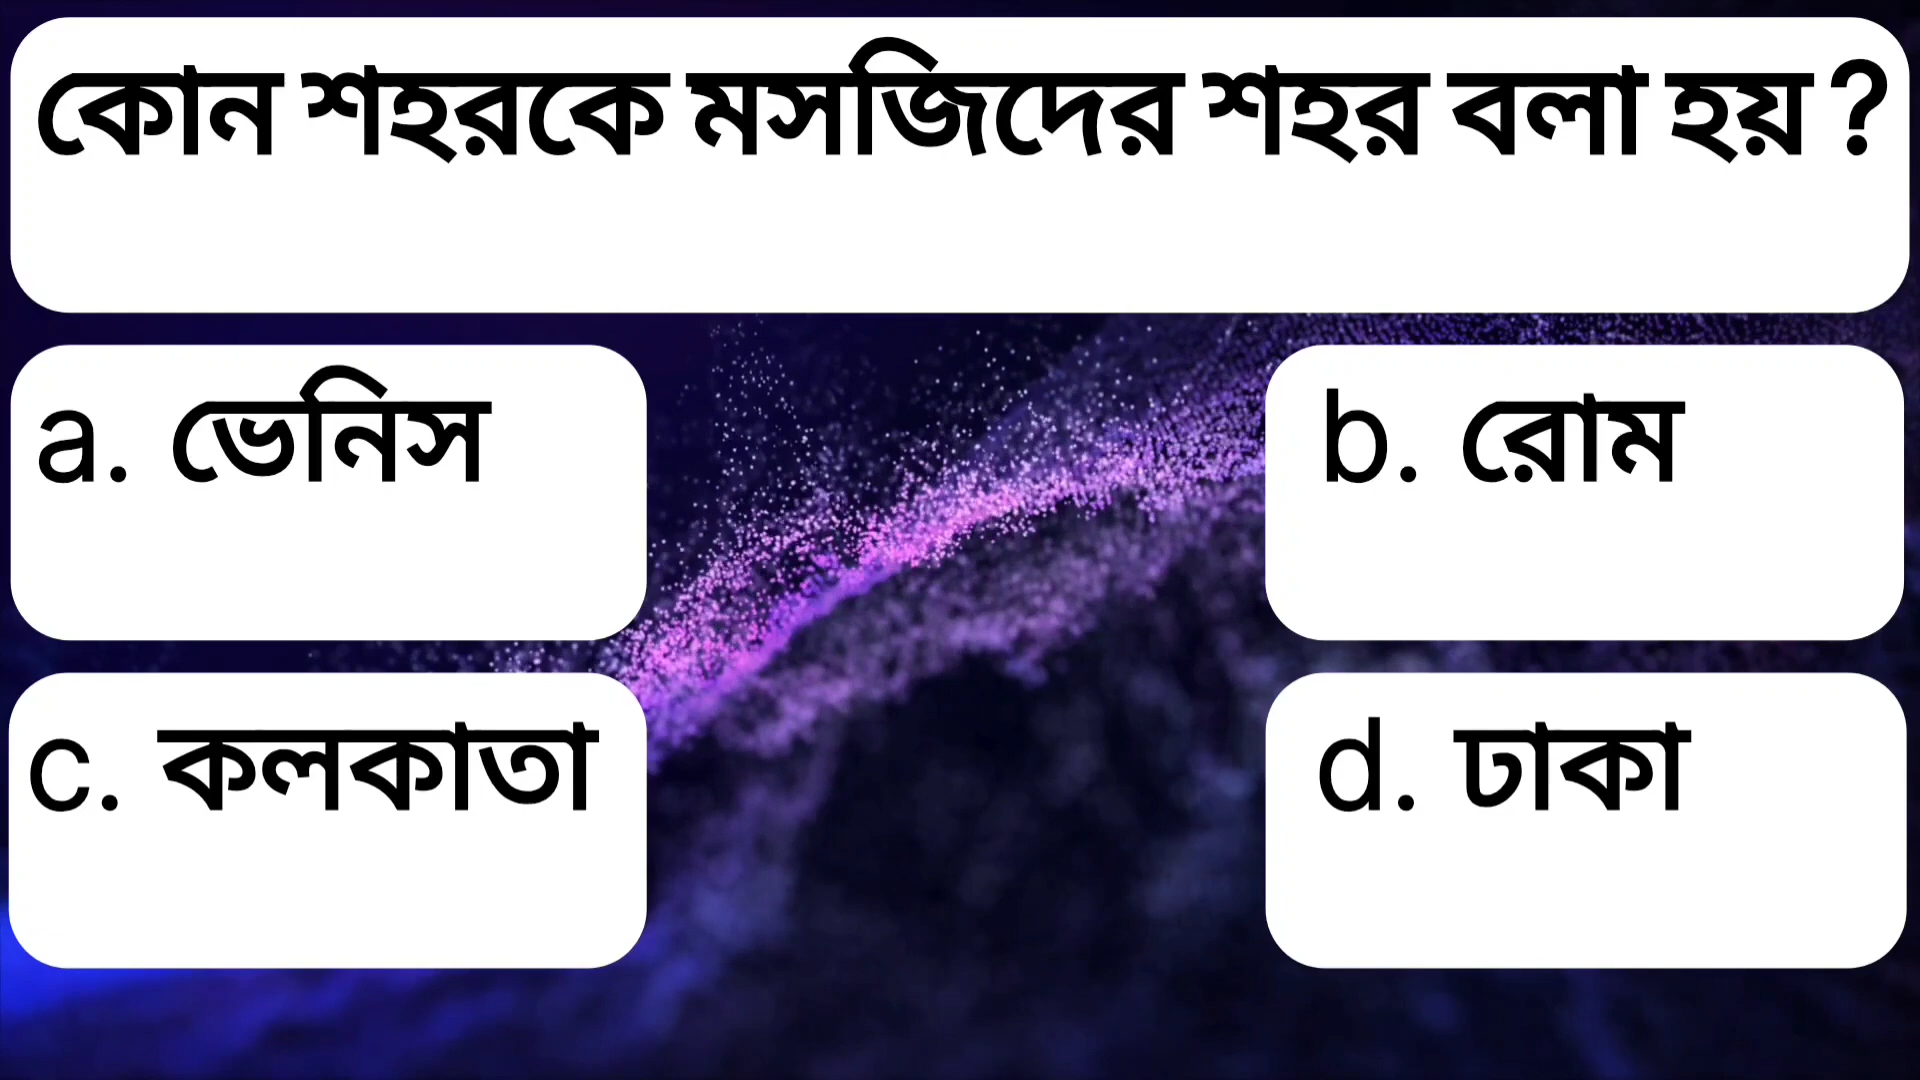 কোন শহরকে মসজিদের শহর বলা হয় ?
a. ভেনিস
b. রোম
c. কলকাতা
d. ঢাকা